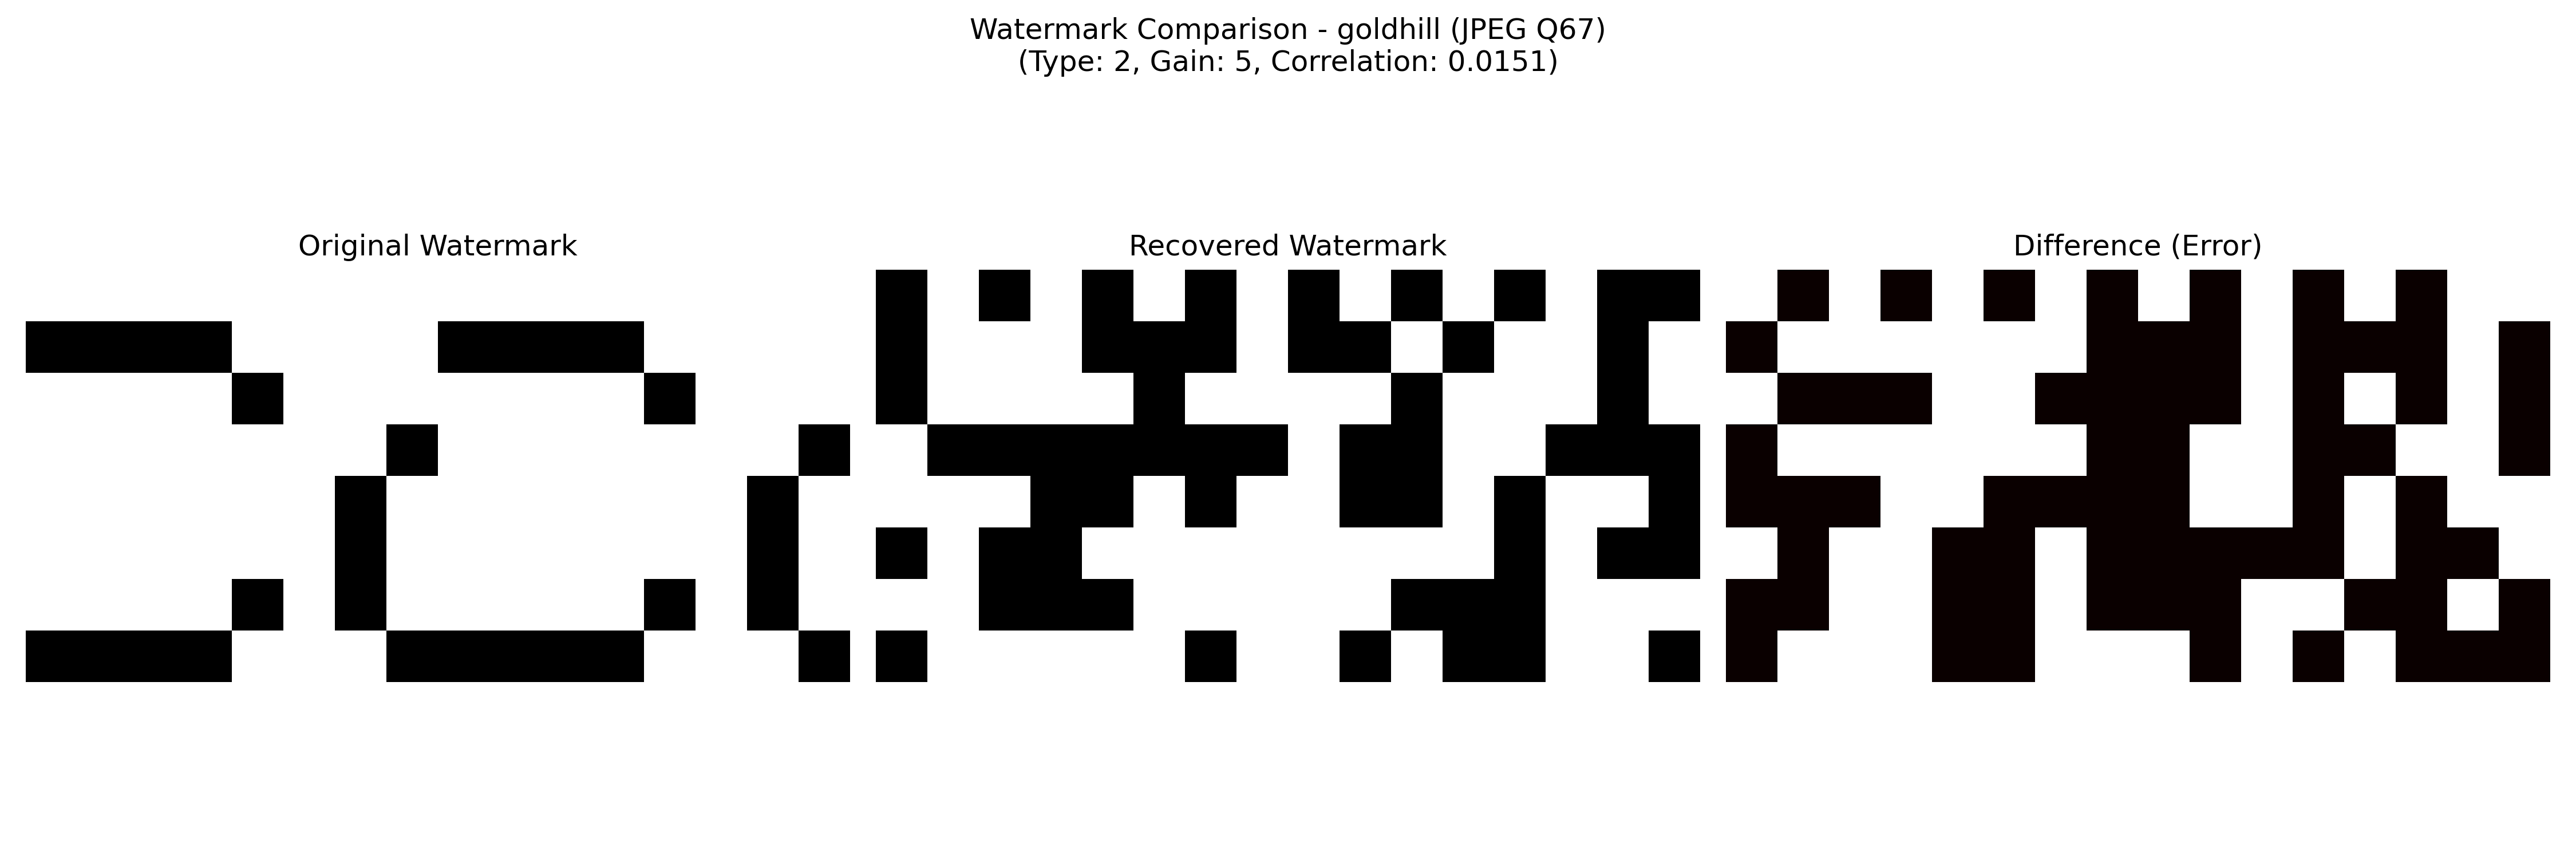 Watermark Comparison - goldhill (JPEG Q67)
(Type: 2, Gain: 5, Correlation: 0.0151)
Original Watermark
Recovered Watermark
Difference (Error)